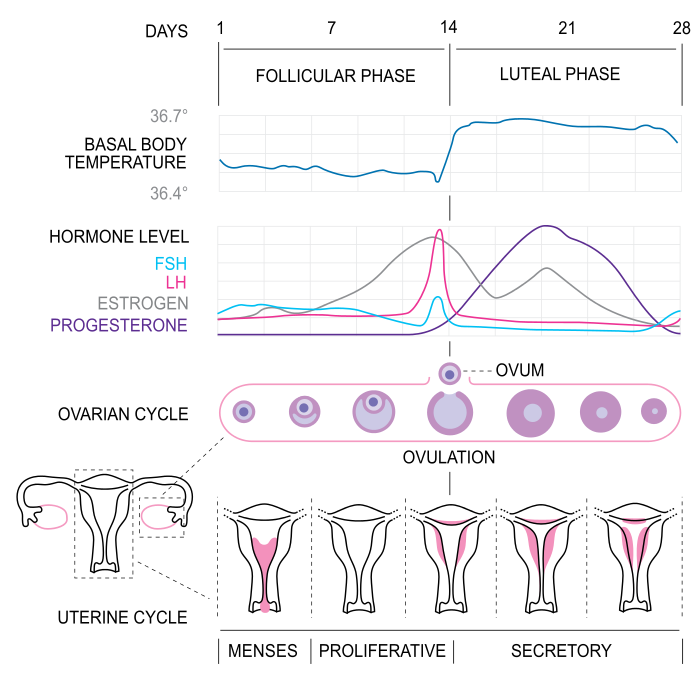 DAYS 1 7 14 21 28
FOLLICULAR PHASE LUTEAL PHASE
36.7°
BASAL BODY
TEMPERATURE
36.4°
HORMONE LEVEL
FSH
LH
ESTROGEN
PROGESTERONE
OVUM
OVARIAN CYCLE
OVULATION
UTERINE CYCLE
MENSES PROLIFERATIVE SECRETORY